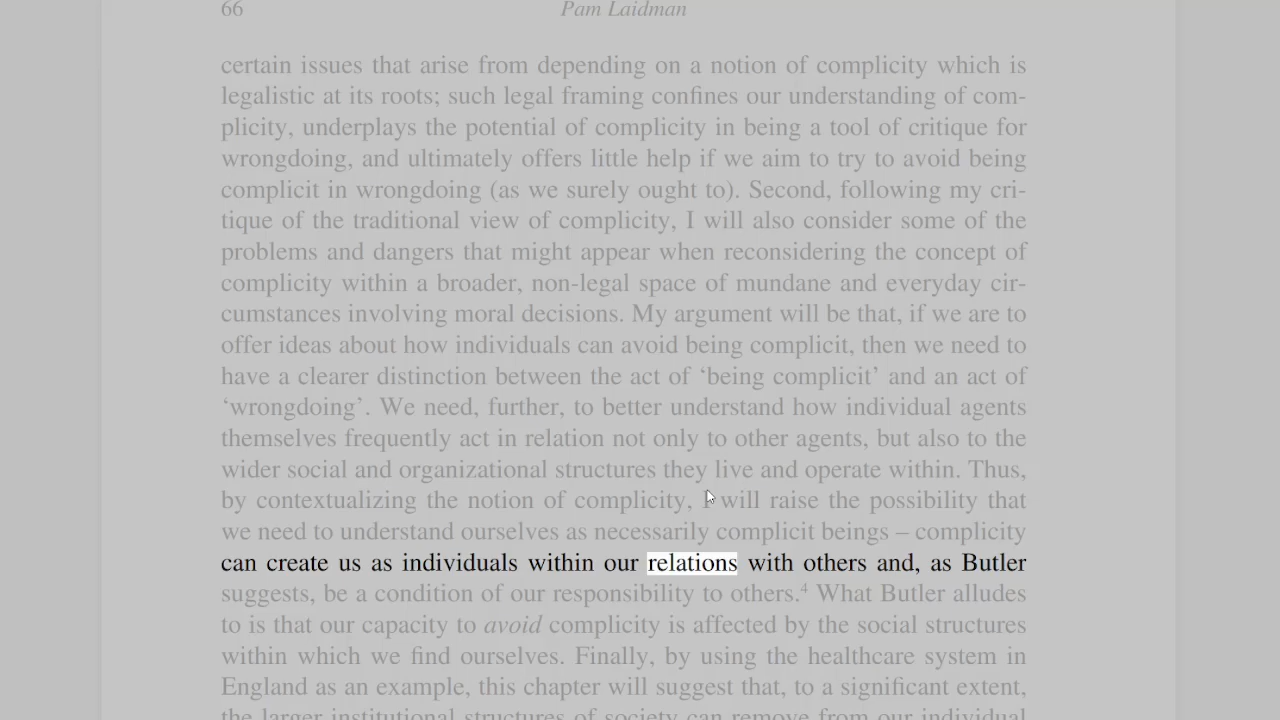 66
Pam Laidman
certain issues that arise from depending on a notion of complicity which is
legalistic at its roots; such legal framing confines our understanding of com-
plicity, underplays the potential of complicity in being a tool of critique for
wrongdoing, and ultimately offers little help if we aim to try to avoid being
complicit in wrongdoing (as we surely ought to). Second, following my cri-
tique of the traditional view of complicity, I will also consider some of the
problems and dangers that might appear when reconsidering the concept of
complicity within a broader, non-legal space of mundane and everyday cir-
cumstances involving moral decisions. My argument will be that, if we are to
offer ideas about how individuals can avoid being complicit, then we need to
have a clearer distinction between the act of ‘being complicit’ and an act of
‘wrongdoing’. We need, further, to better understand how individual agents
themselves frequently act in relation not only to other agents, but also to the
wider social and organizational structures they live and operate within. Thus,
by contextualizing the notion of complicity, I will raise the possibility that
we need to understand ourselves as necessarily complicit beings – complicity
can create us as individuals within our relations with others and, as Butler
suggests, be a condition of our responsibility to others.⁴ What Butler alludes
to is that our capacity to avoid complicity is affected by the social structures
within which we find ourselves. Finally, by using the healthcare system in
England as an example, this chapter will suggest that, to a significant extent,
the larger institutional structures of society can remove from our individual